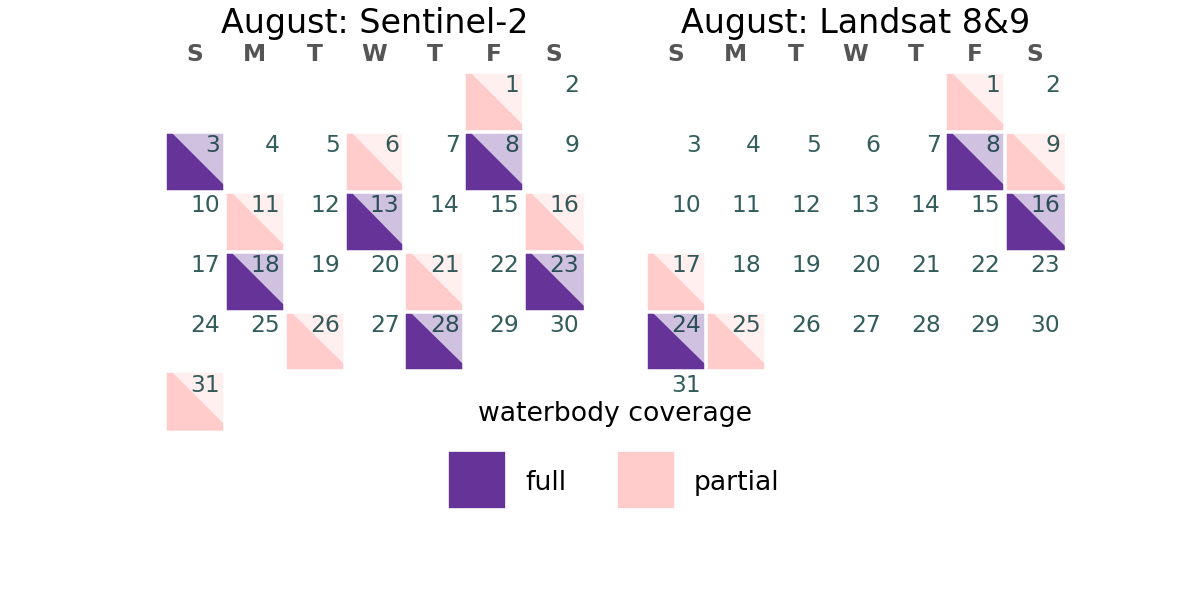 August: Sentinel-2
S M T W T F S
1 2
3 4 5 6 7 8 9
10 11 12 13 14 15 16
17 18 19 20 21 22 23
24 25 26 27 28 29 30
31
August: Landsat 8&9
S M T W T F S
1 2
3 4 5 6 7 8 9
10 11 12 13 14 15 16
17 18 19 20 21 22 23
24 25 26 27 28 29 30
31
waterbody coverage
full partial